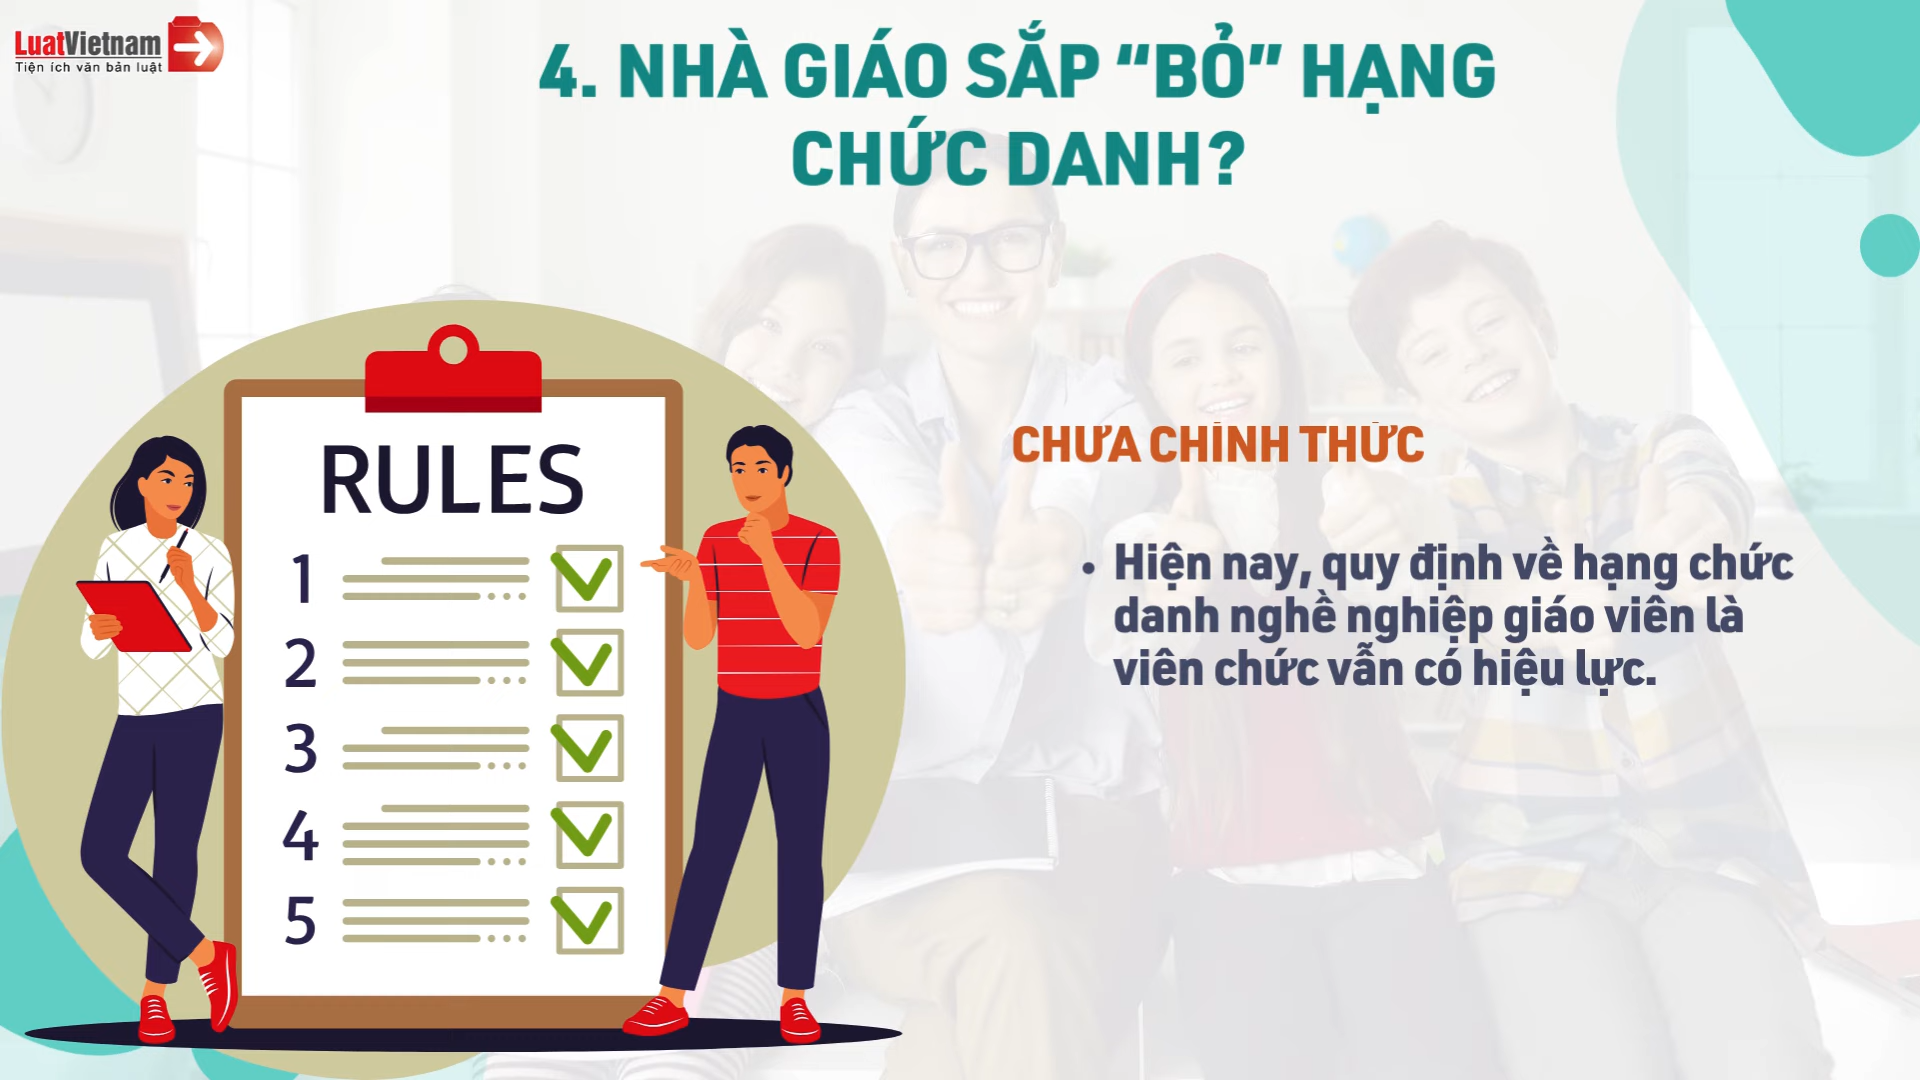 LuatVietnam
Tiện ích văn bản luật
4. NHÀ GIÁO SẮP “BỎ” HẠNG
CHỨC DANH?
RULES
1
2
3
4
5
CHƯA CHÍNH THỨC
• Hiện nay, quy định về hạng chức
danh nghề nghiệp giáo viên là
viên chức vẫn có hiệu lực.